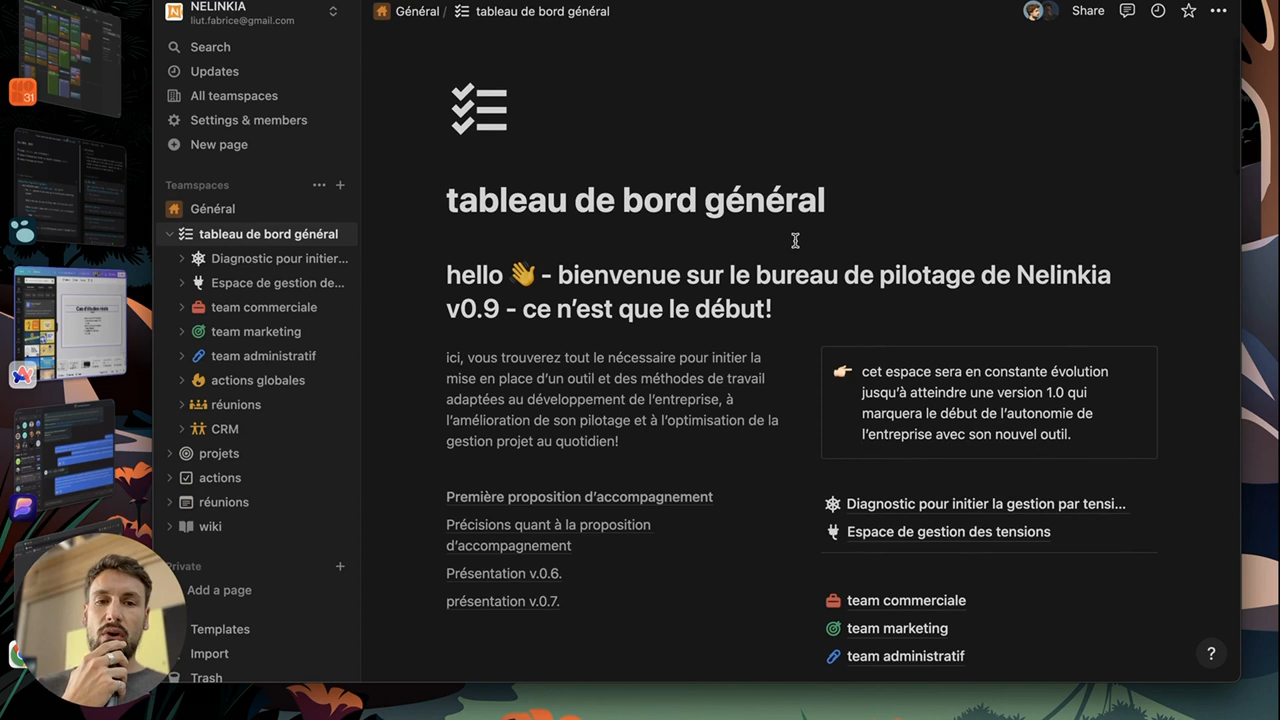 NELINKIA
liut.fabrice@gmail.com
Search
Updates
All teamspaces
Settings & members
New page
Teamspaces
Général
tableau de bord général
Diagnostic pour initier...
Espace de gestion de...
team commerciale
team marketing
team administratif
actions globales
réunions
CRM
projets
actions
réunions
wiki
Private
Add a page
Templates
Import
Trash
Général / tableau de bord général
Share
tableau de bord général
hello 👋 - bienvenue sur le bureau de pilotage de Nelinkia
v0.9 - ce n’est que le début!
ici, vous trouverez tout le nécessaire pour initier la
mise en place d’un outil et des méthodes de travail
adaptées au développement de l’entreprise, à
l’amélioration de son pilotage et à l’optimisation de la
gestion projet au quotidien!
👉🏻 cet espace sera en constante évolution
jusqu’à atteindre une version 1.0 qui
marquera le début de l’autonomie de
l’entreprise avec son nouvel outil.
Première proposition d’accompagnement
Précisions quant à la proposition
d’accompagnement
Présentation v.0.6.
présentation v.0.7.
Diagnostic pour initier la gestion par tensi...
Espace de gestion des tensions
team commerciale
team marketing
team administratif
?
31